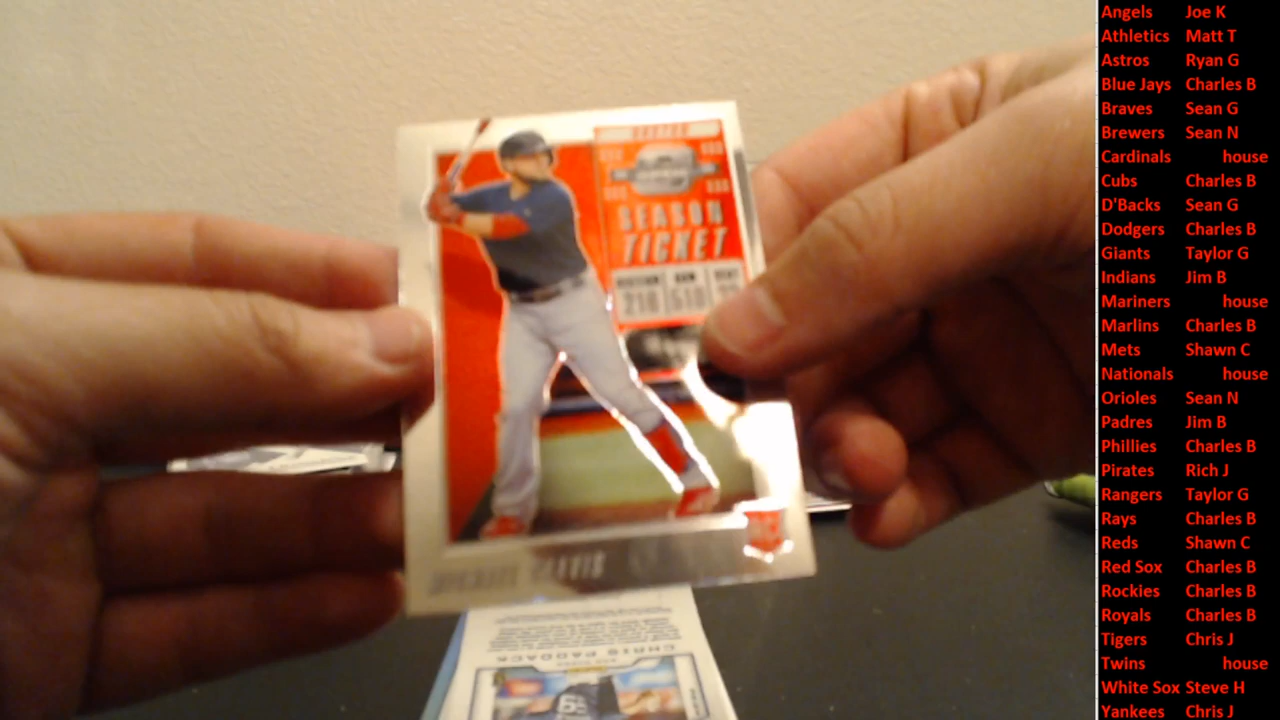 SEASON
TICKET
CHRIS PADDACK
Angels Joe K
Athletics Matt T
Astros Ryan G
Blue Jays Charles B
Braves Sean G
Brewers Sean N
Cardinals house
Cubs Charles B
D'Backs Sean G
Dodgers Charles B
Giants Taylor G
Indians Jim B
Mariners house
Marlins Charles B
Mets Shawn C
Nationals house
Orioles Sean N
Padres Jim B
Phillies Charles B
Pirates Rich J
Rangers Taylor G
Rays Charles B
Reds Shawn C
Red Sox Charles B
Rockies Charles B
Royals Charles B
Tigers Chris J
Twins house
White Sox Steve H
Yankees Chris J